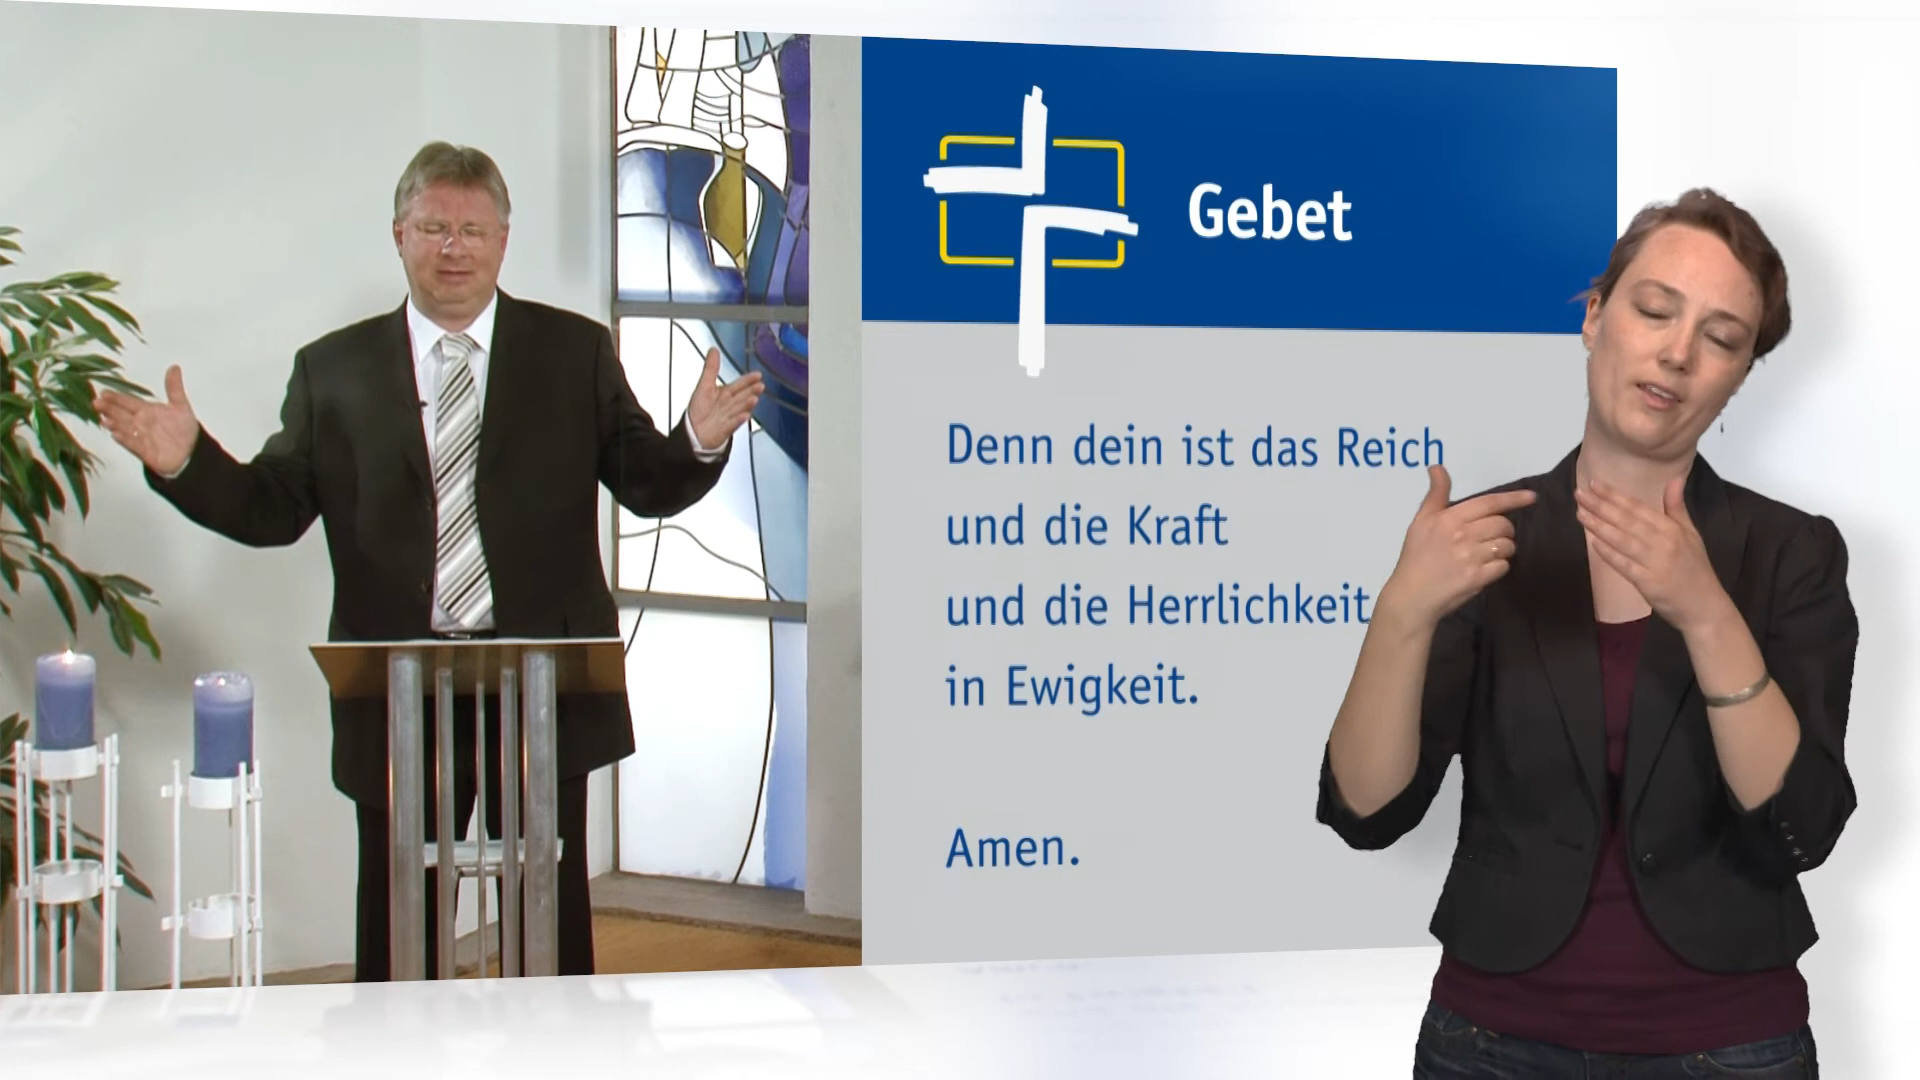 Gebet
Denn dein ist das Reich
und die Kraft
und die Herrlichkeit
in Ewigkeit.
Amen.